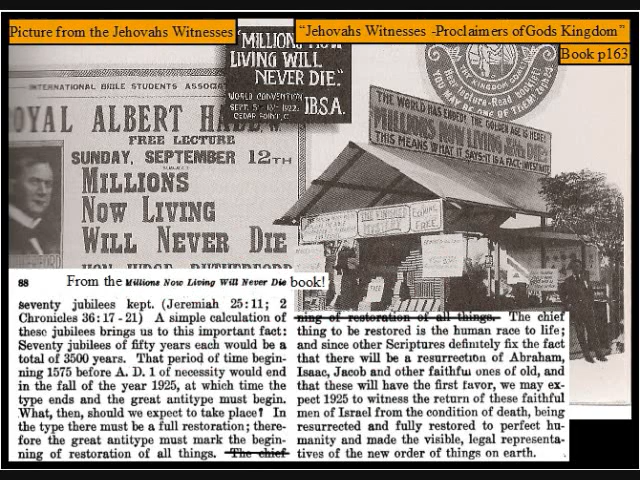 Picture from the Jehovahs Witnesses
“Jehovahs Witnesses -Proclaimers of Gods Kingdom”
Book p163
"MILLIONS NOW
LIVING WILL
NEVER DIE."
WORLD CONVENTION
CEDAR POINT, O.
I.B.S.A.
INTERNATIONAL BIBLE STUDENTS ASSOC
OYAL ALBERT HA
FREE LECTURE
SUNDAY, SEPTEMBER 12TH
MILLIONS
NOW LIVING
WILL NEVER DIE
THE WORLD HAS ENDED! THE GOLDEN AGE IS HERE!
MILLIONS NOW LIVING WILL NEVER DIE
THIS MEANS WHAT IT SAYS-IT IS A FACT-INVESTIGATE
88 From the Millions Now Living Will Never Die book!
seventy jubilees kept. (Jeremiah 25:11; 2
Chronicles 36:17-21) A simple calculation of
these jubilees brings us to this important fact:
Seventy jubilees of fifty years each would be a
total of 3500 years. That period of time begin-
ning 1575 before A. D. 1 of necessity would end
in the fall of the year 1925, at which time the
type ends and the great antitype must begin.
What, then, should we expect to take place? In
the type there must be a full restoration; there-
fore the great antitype must mark the begin-
ning of restoration of all things. The chief
ning of restoration of all things. The chief
thing to be restored is the human race to life;
and since other Scriptures definitely fix the fact
that there will be a resurrection of Abraham,
Isaac, Jacob and other faithful ones of old, and
that these will have the first favor, we may ex-
pect 1925 to witness the return of these faithful
men of Israel from the condition of death, being
resurrected and fully restored to perfect hu-
manity and made the visible, legal representa-
tives of the new order of things on earth.